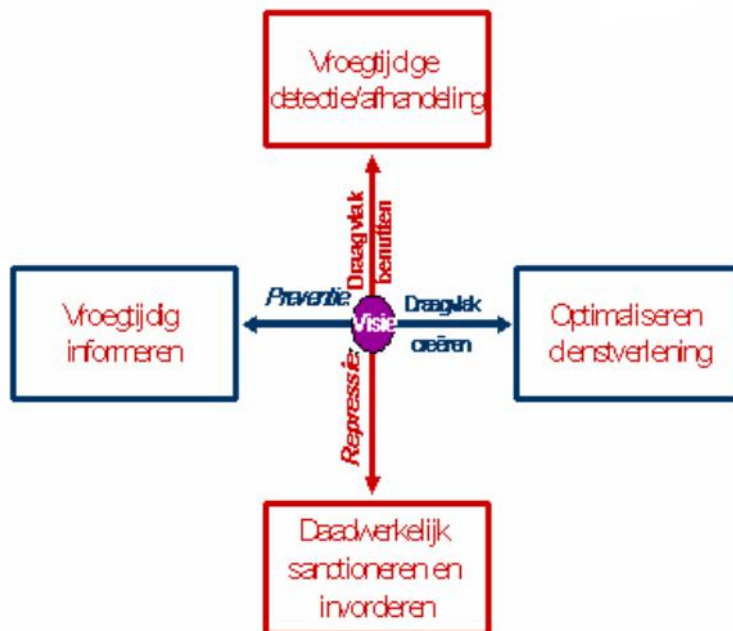 Vroegtijdige
detectie/afhandeling
Draagvlak
benutten
Vroegtijdig
informeren
Preventie:
Visie
Draagvlak
creëren
Optimaliseren
dienstverlening
Repressie:
Daadwerkelijk
sanctioneren en
invorderen